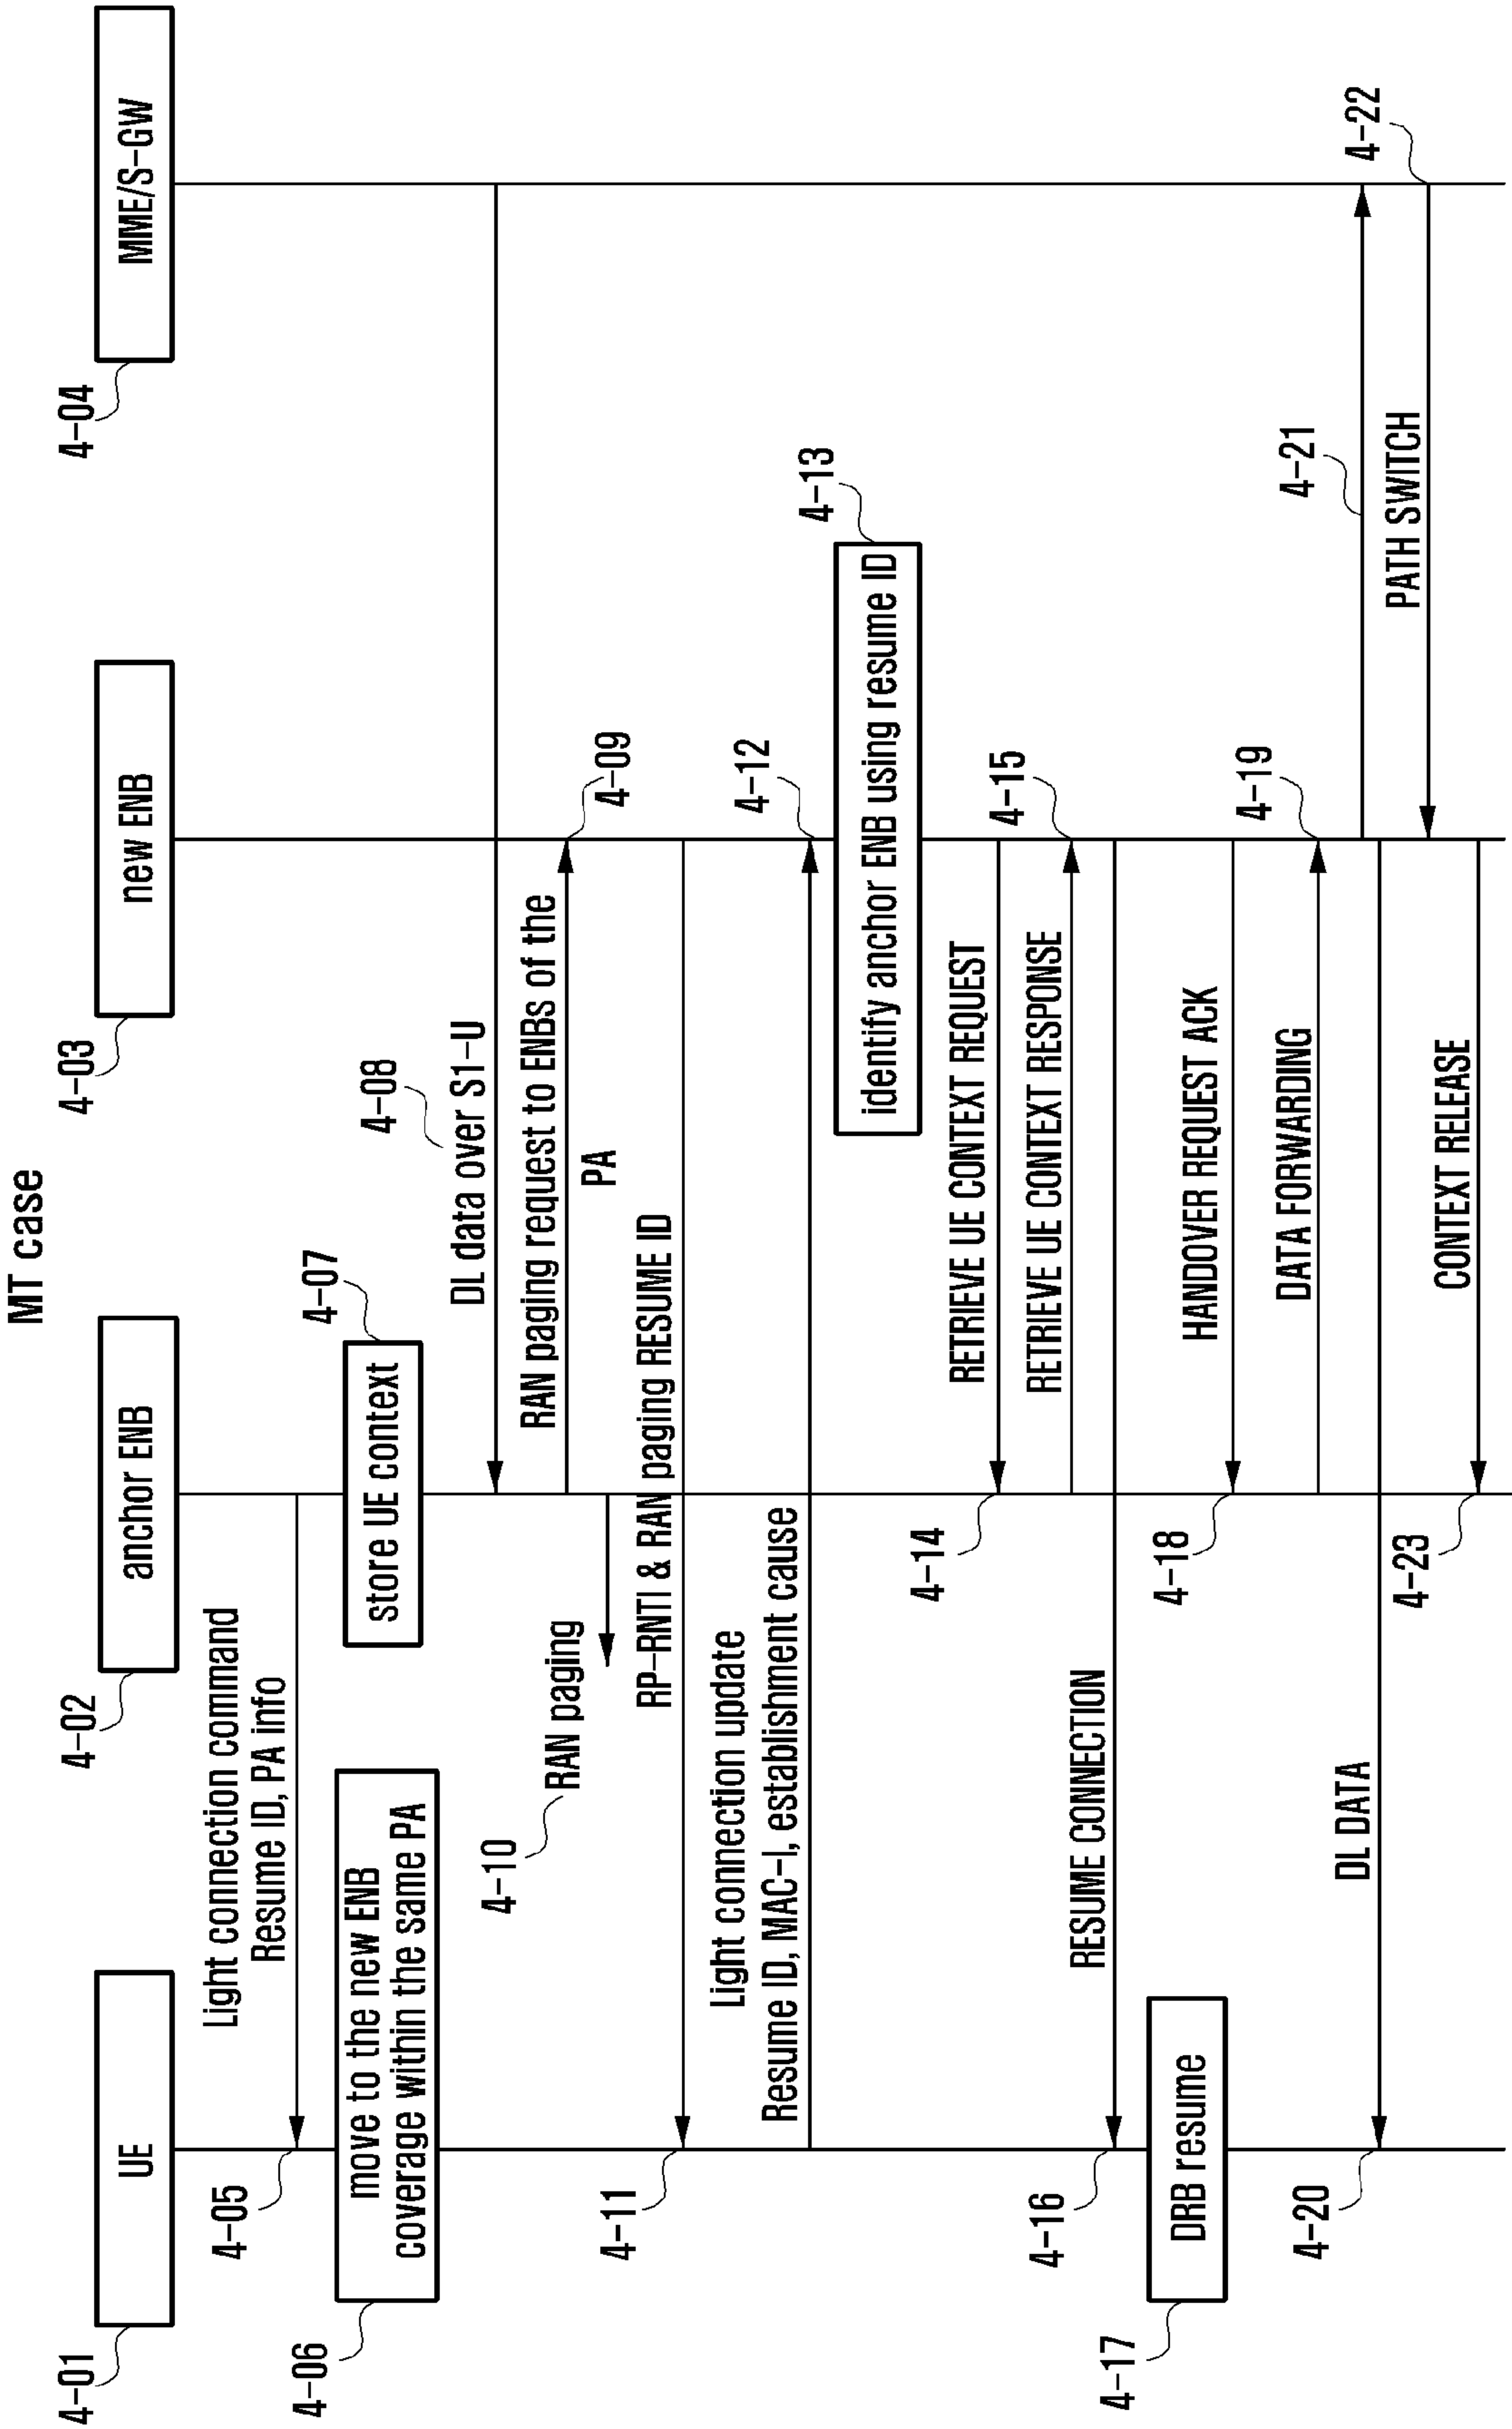 MT case
4-01
UE
4-02
anchor ENB
4-03
new ENB
4-04
MME/S-GW
Light connection command
Resume ID, PA info
4-05
4-06
move to the new ENB
coverage within the same PA
4-07
store UE context
4-08
DL data over S1-U
RAN paging request to ENBs of the
PA
4-09
4-10
RAN paging
RP-RNTI & RAN paging RESUME ID
4-11
Light connection update
Resume ID, MAC-I, establishment cause
4-12
4-13
identify anchor ENB using resume ID
RETRIEVE UE CONTEXT REQUEST
4-14
RETRIEVE UE CONTEXT RESPONSE
4-15
RESUME CONNECTION
4-16
4-17
DRB resume
HANDOVER REQUEST ACK
4-18
DATA FORWARDING
4-19
DL DATA
4-20
4-21
PATH SWITCH
4-22
CONTEXT RELEASE
4-23